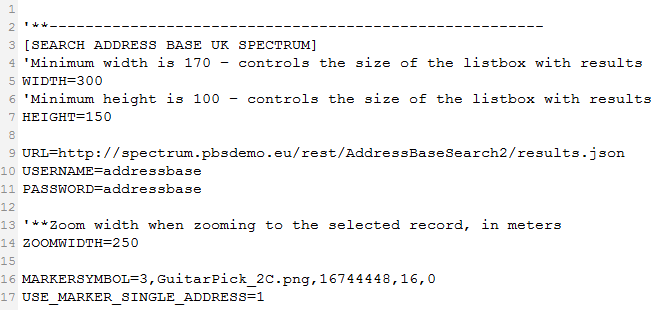 1
2 '**-------------------------------------------------------------
3 [SEARCH ADDRESS BASE UK SPECTRUM]
4 'Minimum width is 170 - controls the size of the listbox with results
5 WIDTH=300
6 'Minimum height is 100 - controls the size of the listbox with results
7 HEIGHT=150
8
9 URL=http://spectrum.pbsdemo.eu/rest/AddressBaseSearch2/results.json
10 USERNAME=addressbase
11 PASSWORD=addressbase
12
13 '**Zoom width when zooming to the selected record, in meters
14 ZOOMWIDTH=250
15
16 MARKERSYMBOL=3,GuitarPick_2C.png,16744448,16,0
17 USE_MARKER_SINGLE_ADDRESS=1